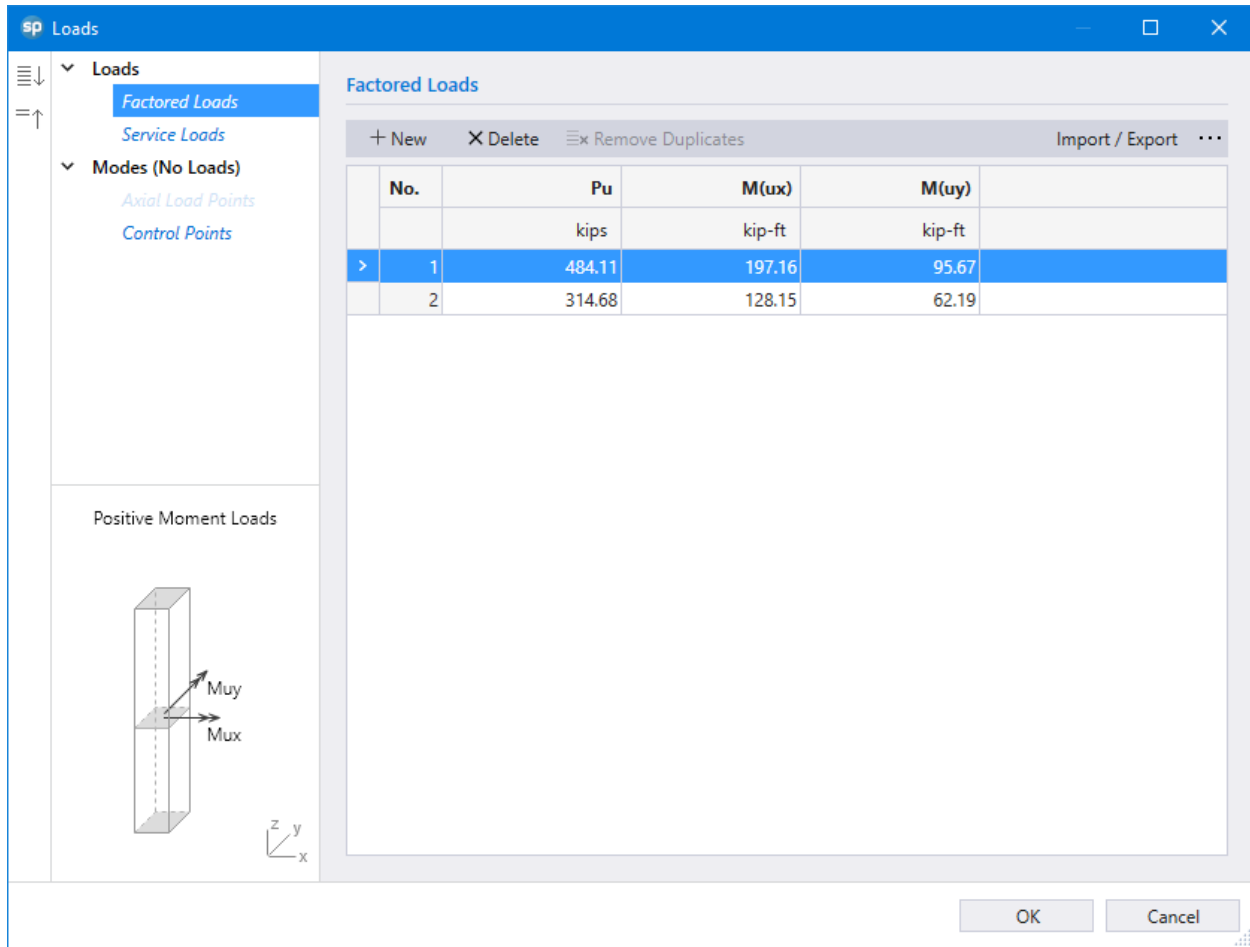 sp Loads
Loads
Factored Loads
Service Loads
Modes (No Loads)
Axial Load Points
Control Points
Positive Moment Loads
Muy
Mux
z
y
x
Factored Loads
New Delete Remove Duplicates Import / Export ...
No. Pu M(ux) M(uy)
kips kip-ft kip-ft
1 484.11 197.16 95.67
2 314.68 128.15 62.19
OK Cancel